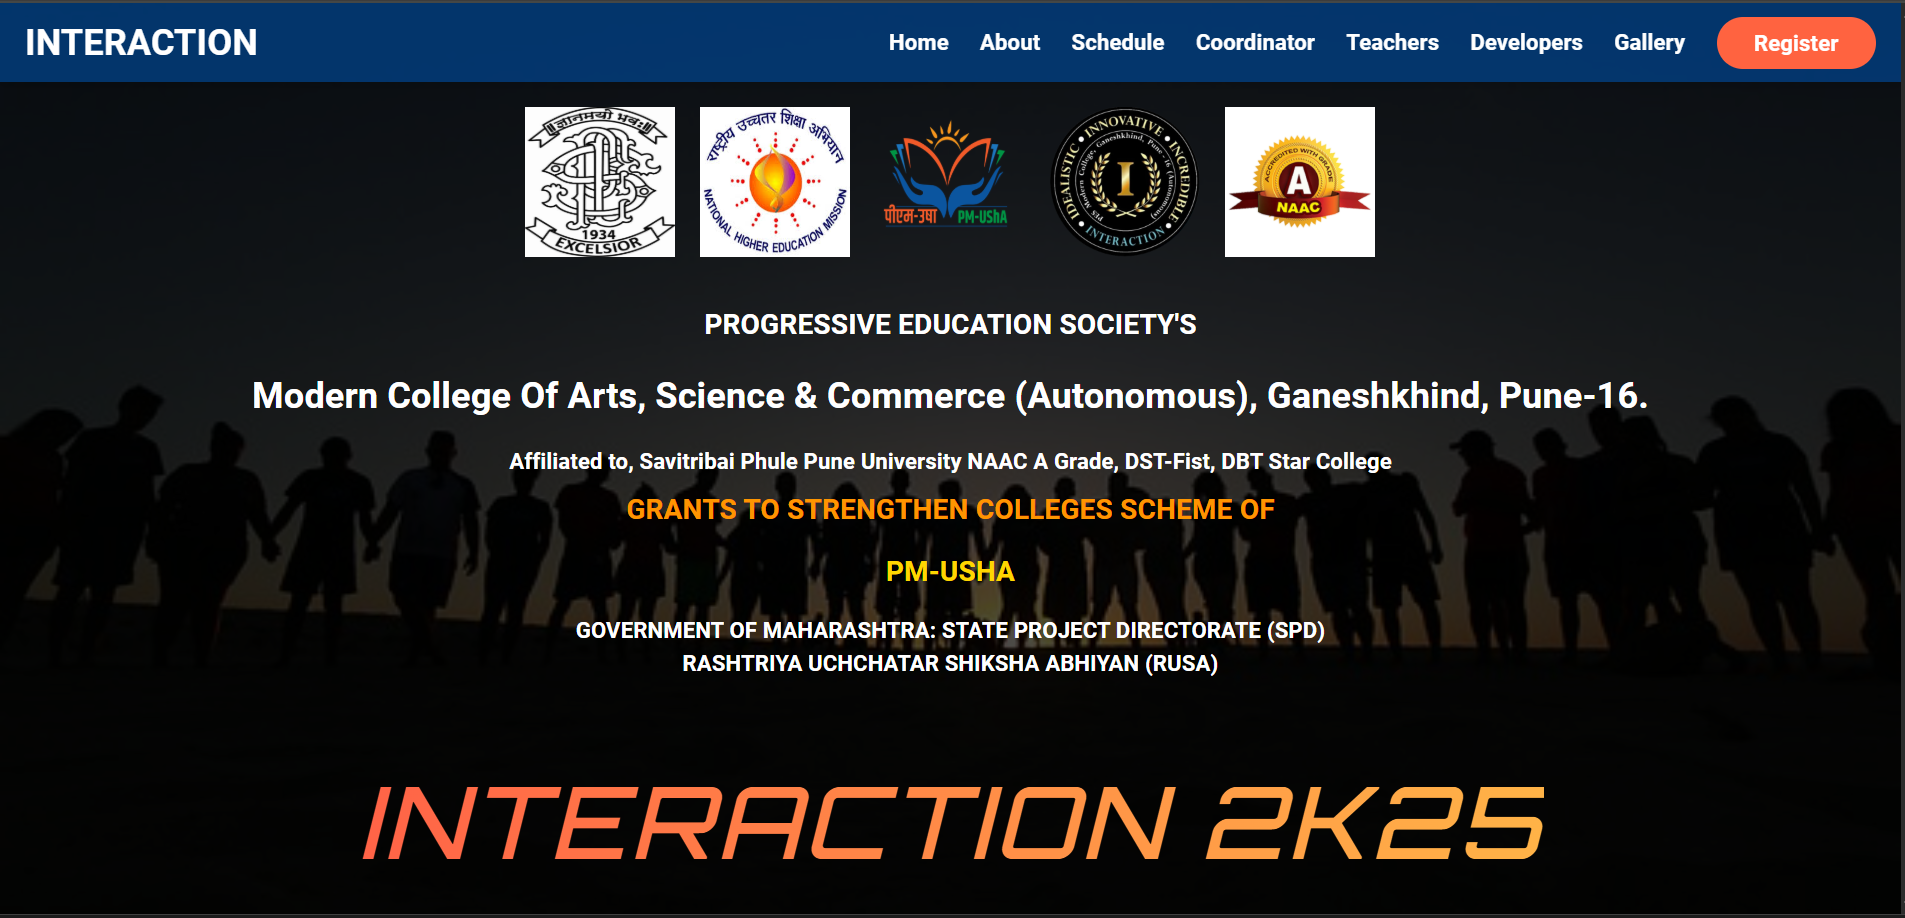 INTERACTION
Home About Schedule Coordinator Teachers Developers Gallery Register
॥ज्ञानमयो भवः॥
1934
EXCELSIOR
राष्ट्रीय उच्चतर शिक्षा अभियान
NATIONAL HIGHER EDUCATION MISSION
पीएम-उषा PM-UShA
IDEALISTIC • INNOVATIVE • INCREDIBLE
PES Modern College, Ganeshkhind, Pune - 16 (Autonomous)
I
INTERACTION
ACCREDITED WITH GRADE
A
NAAC
PROGRESSIVE EDUCATION SOCIETY'S
Modern College Of Arts, Science & Commerce (Autonomous), Ganeshkhind, Pune-16.
Affiliated to, Savitribai Phule Pune University NAAC A Grade, DST-Fist, DBT Star College
GRANTS TO STRENGTHEN COLLEGES SCHEME OF
PM-USHA
GOVERNMENT OF MAHARASHTRA: STATE PROJECT DIRECTORATE (SPD)
RASHTRIYA UCHCHATAR SHIKSHA ABHIYAN (RUSA)
INTERACTION 2K25